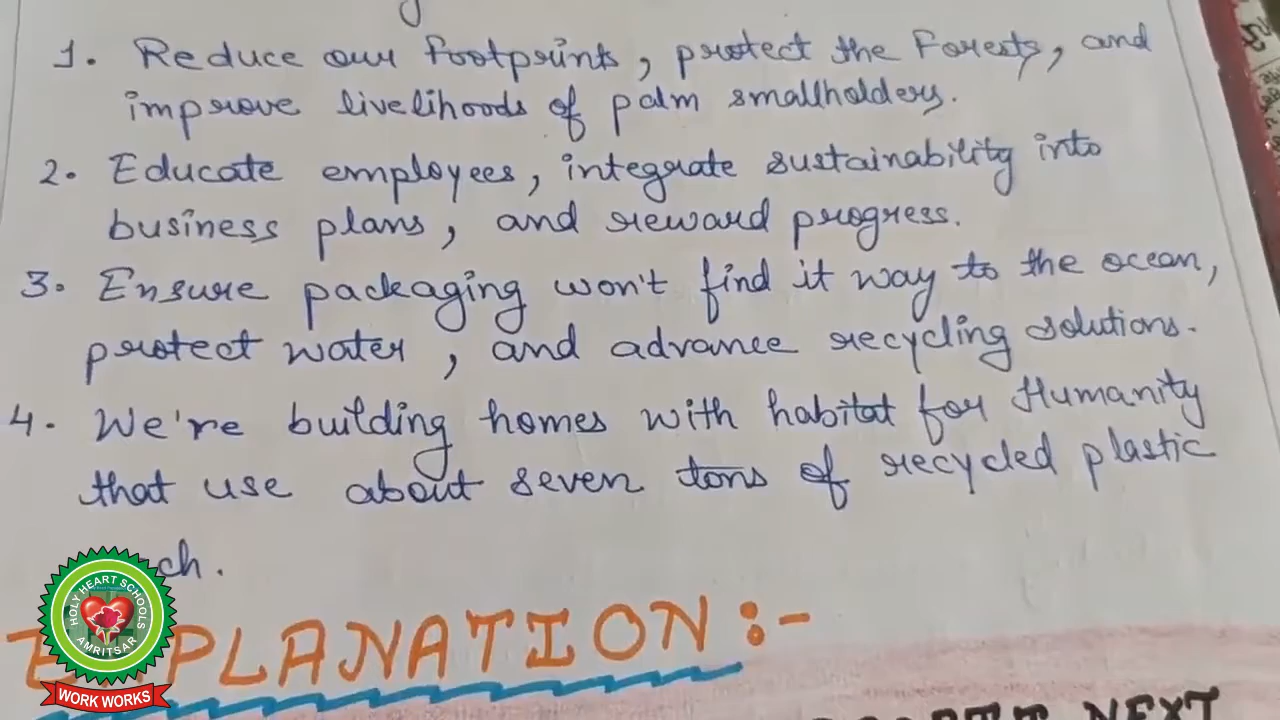 1. Reduce our footprints, protect the Forests, and
improve livelihoods of palm smallholders.
2. Educate employees, integrate sustainability into
business plans, and reward progress.
3. Ensure packaging won't find it way to the ocean,
protect water, and advance recycling solutions.
4. We're building homes with habitat for Humanity
that use about seven tons of recycled plastic
ch.
HOLY HEART SCHOOLS
AMRITSAR
WORK WORKS
EXPLANATION:-
NEXT